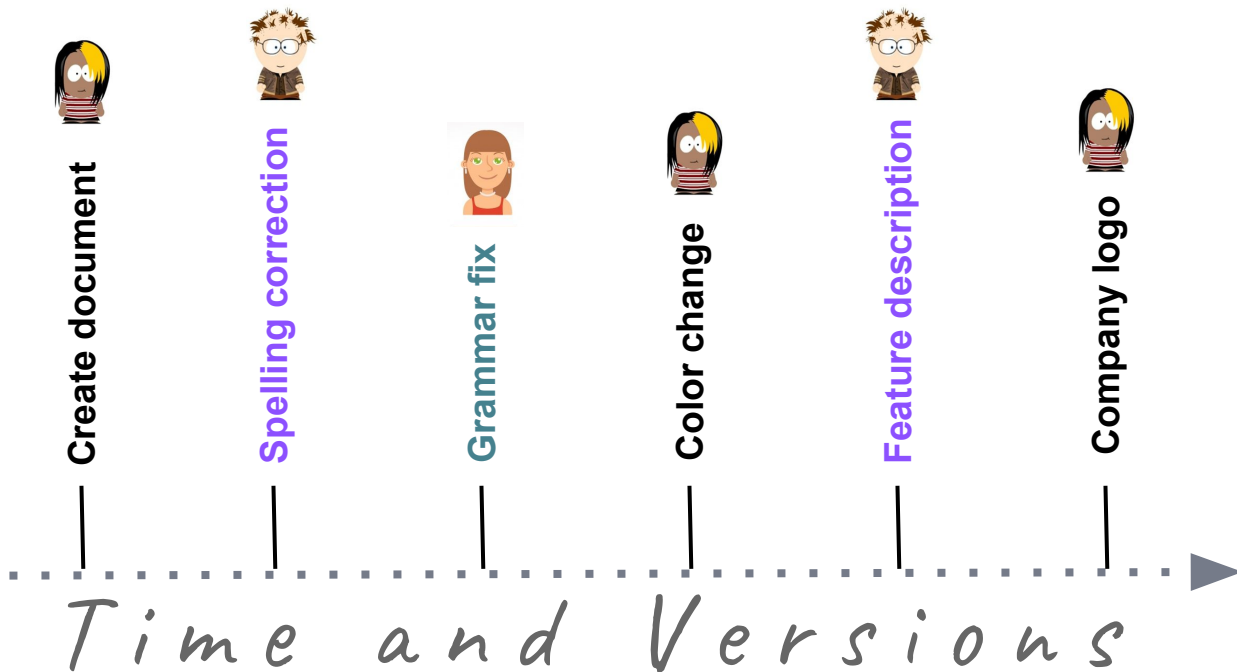 Create document
Spelling correction
Grammar fix
Color change
Feature description
Company logo
Time and Versions